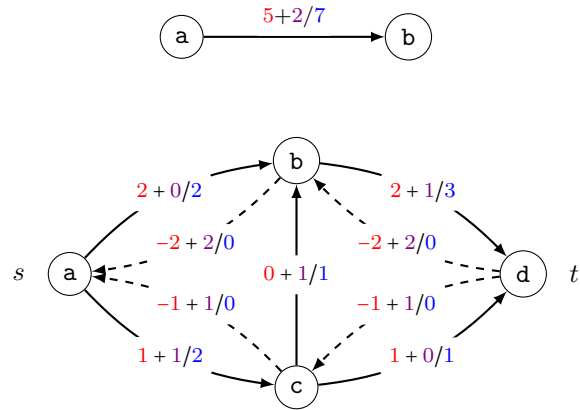 5+2/7
a b
b
2 + 0/2 2 + 1/3
−2 + 2/0 −2 + 2/0
s a 0 + 1/1 d t
−1 + 1/0 −1 + 1/0
1 + 1/2 1 + 0/1
c